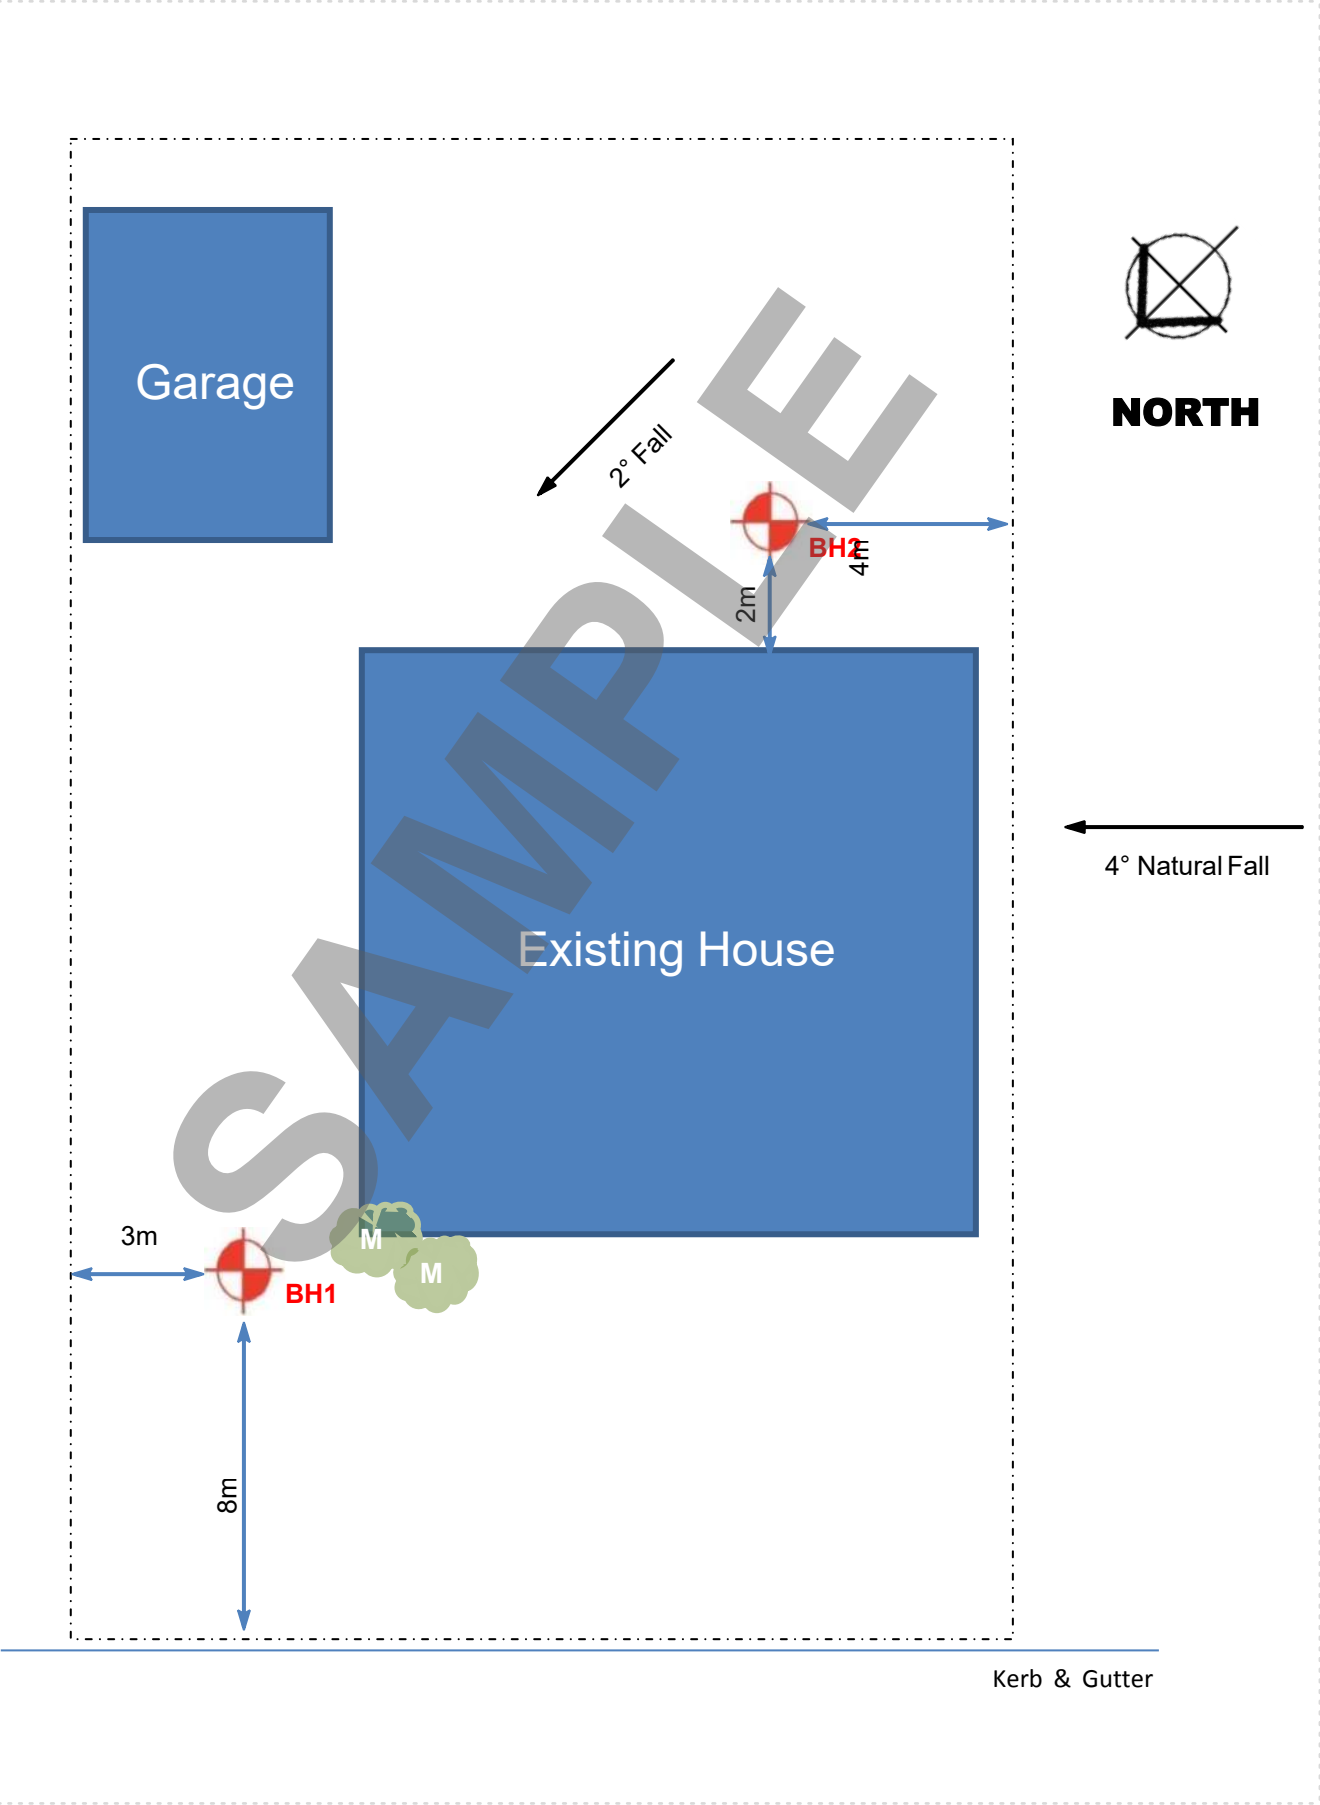 Garage
NORTH
2° Fall
BH2
4m
2m
SAMPLE
4° Natural Fall
Existing House
3m
M
M
BH1
8m
Kerb & Gutter